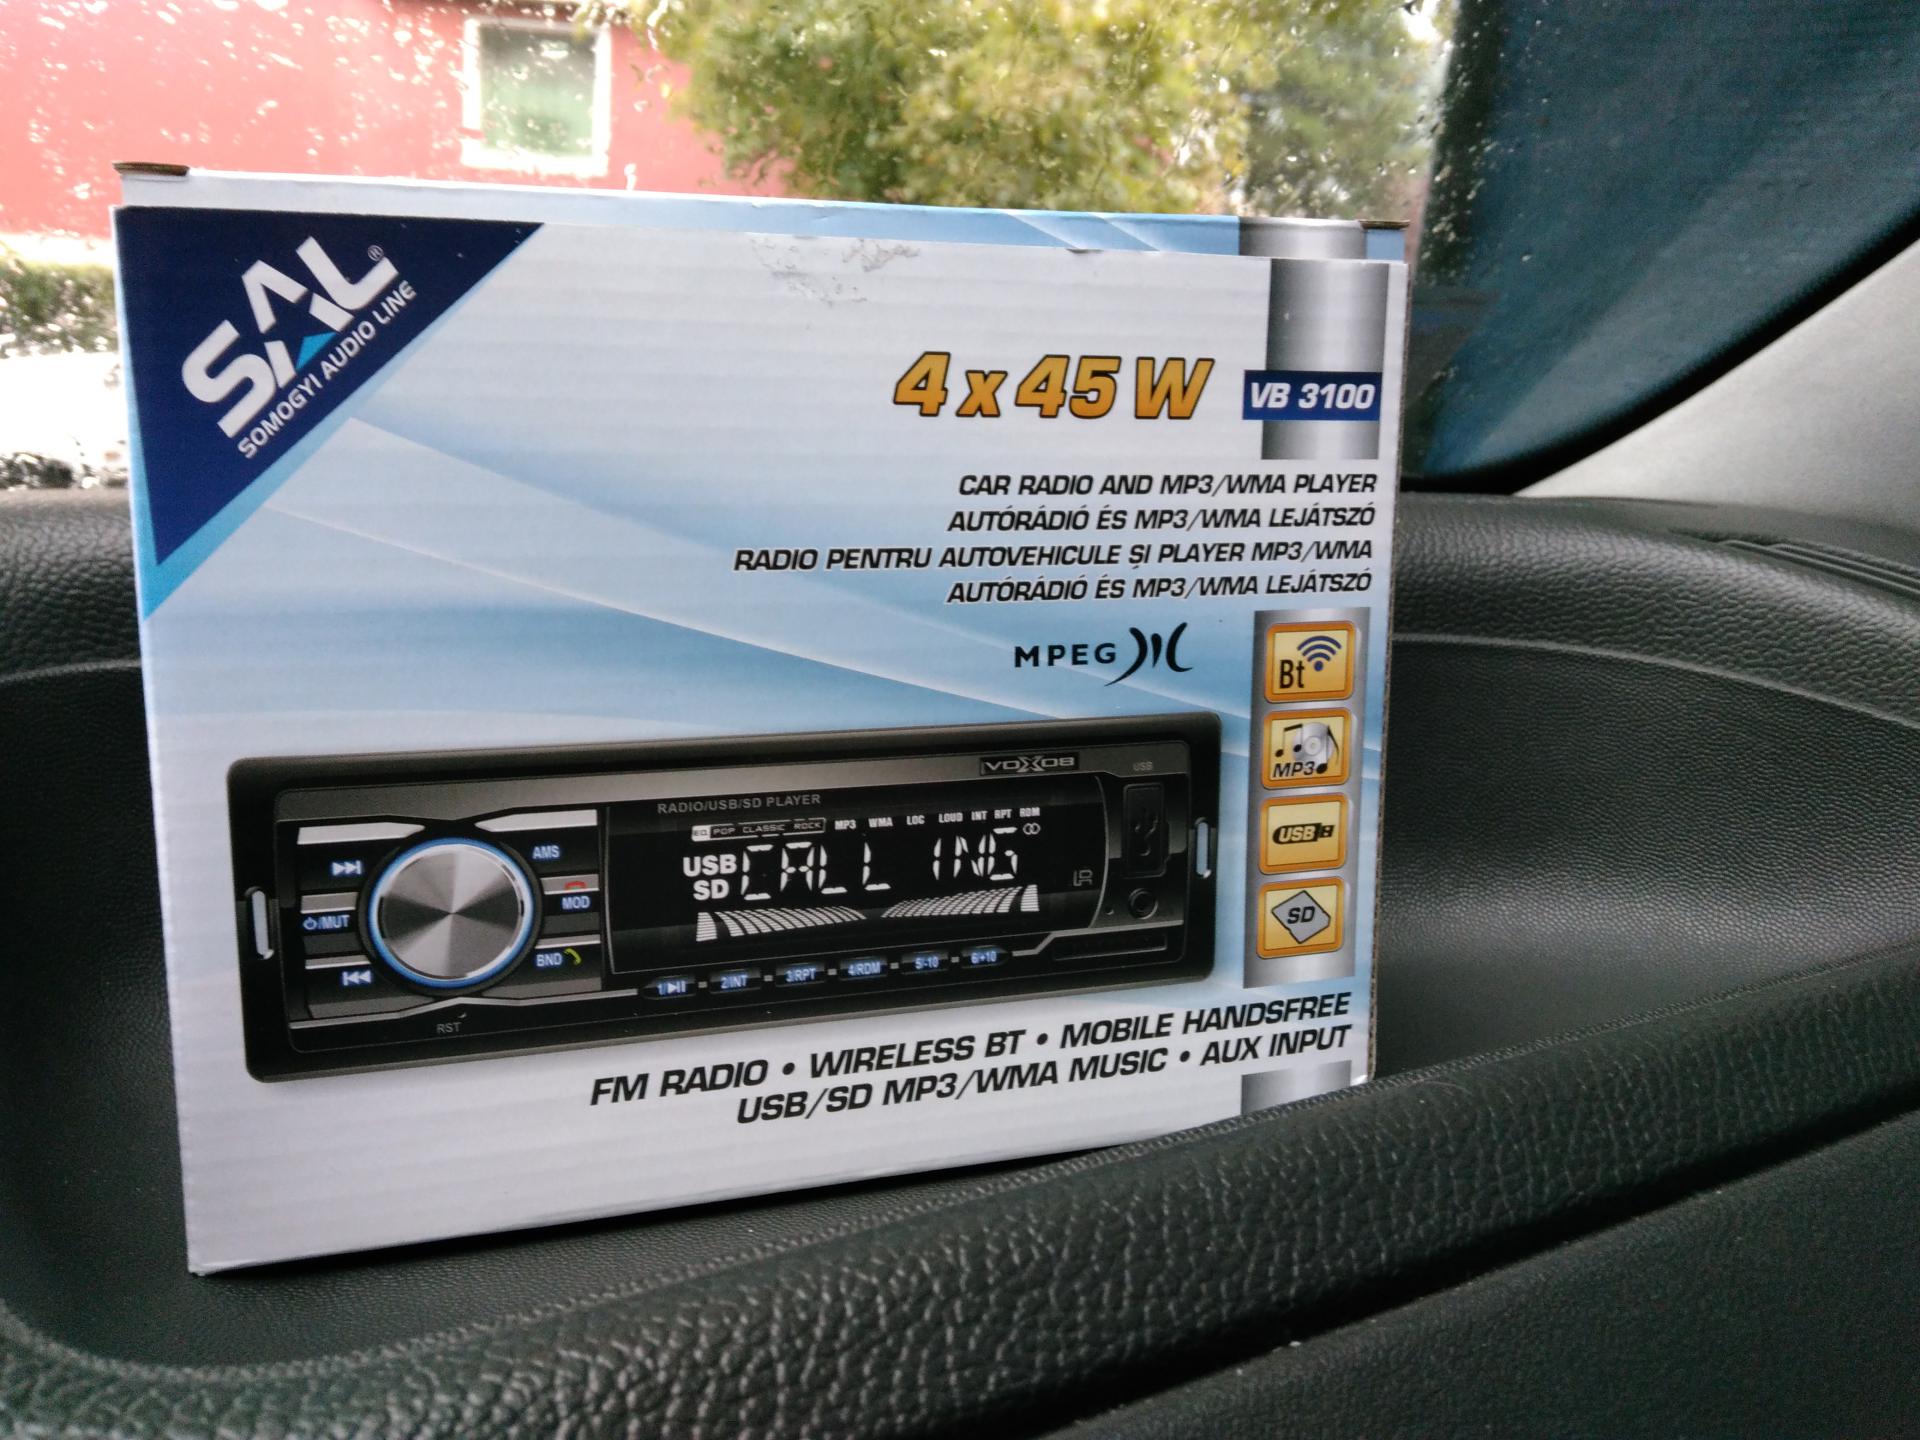 SAL®
SOMOGYI AUDIO LINE
4 x 45 W
VB 3100
CAR RADIO AND MP3/WMA PLAYER
AUTÓRÁDIÓ ÉS MP3/WMA LEJÁTSZÓ
RADIO PENTRU AUTOVEHICULE ȘI PLAYER MP3/WMA
AUTÓRÁDIÓ ÉS MP3/WMA LEJÁTSZÓ
MPEG
Bt
MP3
USB
SD
VOXOB
USB
RADIO/USB/SD PLAYER
EQ POP CLASSIC ROCK MP3 WMA LOC LOUD INT RPT RDM
USB
SD
CALL ING
AMS
MOD
BND
/MUT
RST
1/ 2/INT 3/RPT 4/RDM 5/-10 6/+10
FM RADIO • WIRELESS BT • MOBILE HANDSFREE
USB/SD MP3/WMA MUSIC • AUX INPUT